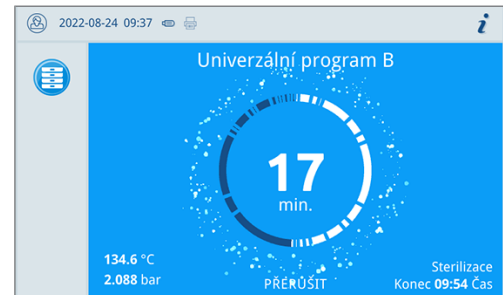 2022-08-24 09:37
i
Univerzální program B
17
min.
134.6 °C
2.088 bar
PŘERUŠIT
Sterilizace
Konec 09:54 Čas